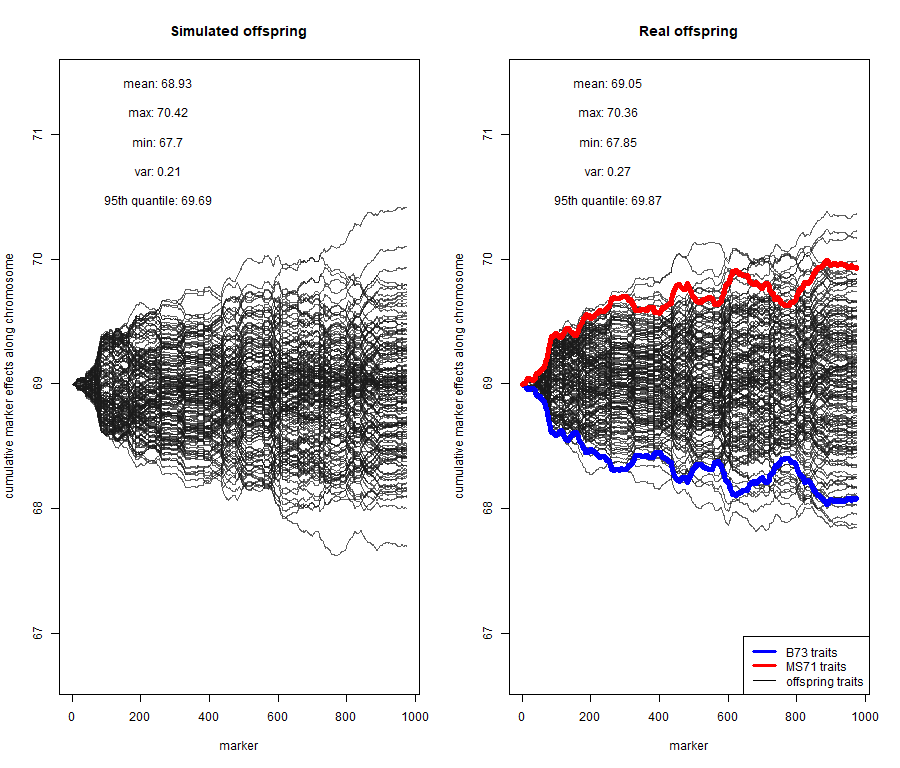 Simulated offspring
mean: 68.93
max: 70.42
min: 67.7
var: 0.21
95th quantile: 69.69
cumulative marker effects along chromosome
71
70
69
68
67
0 200 400 600 800 1000
marker
Real offspring
mean: 69.05
max: 70.36
min: 67.85
var: 0.27
95th quantile: 69.87
cumulative marker effects along chromosome
71
70
69
68
67
B73 traits
MS71 traits
offspring traits
0 200 400 600 800 1000
marker